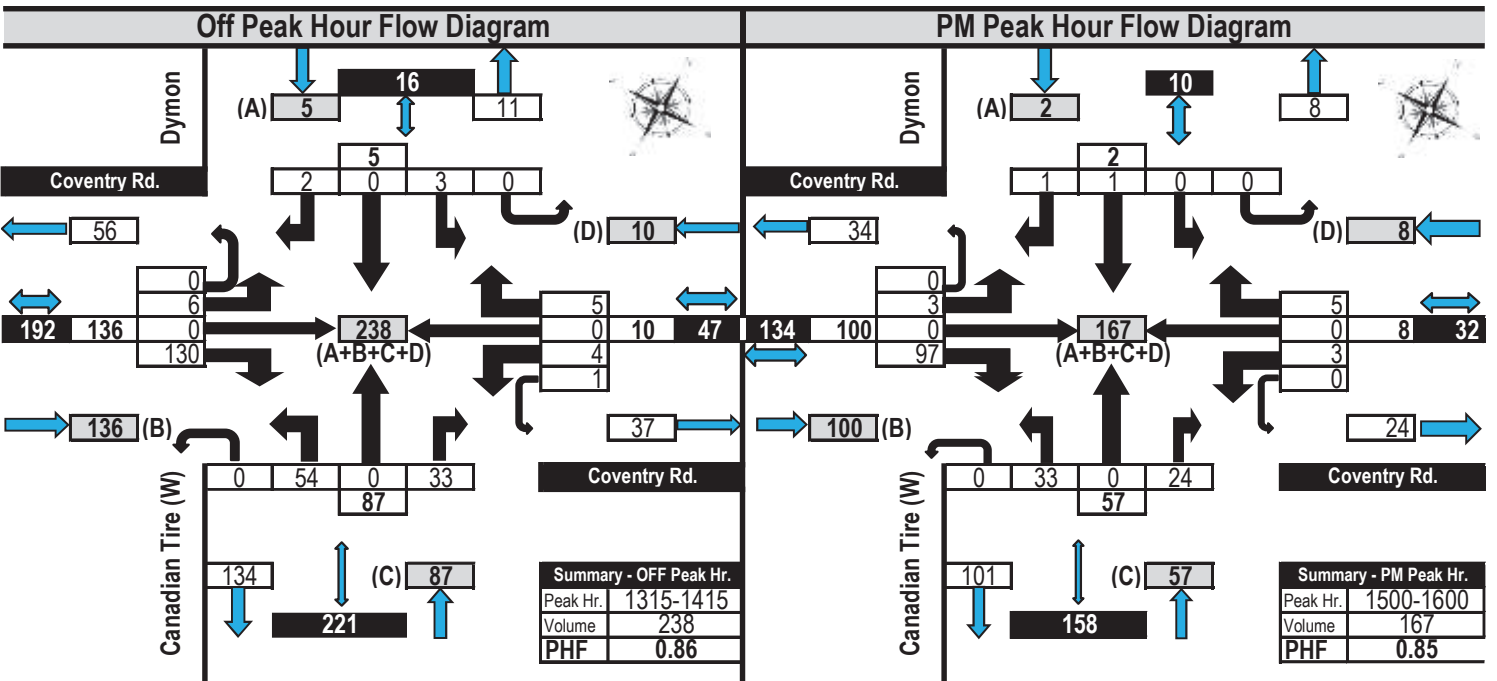 Off Peak Hour Flow Diagram
Dymon
16
(A) 5
11
5
2 0 3 0
Coventry Rd.
56
(D) 10
0
6
192 136 0
130
238
(A+B+C+D)
5
0 10 47
4
1
136 (B)
37
0 54 0 33
87
Coventry Rd.
Canadian Tire (W)
134
(C) 87
221
Summary - OFF Peak Hr.
Peak Hr. 1315-1415
Volume 238
PHF 0.86
PM Peak Hour Flow Diagram
Dymon
10
(A) 2
8
2
1 1 0 0
Coventry Rd.
34
(D) 8
0
3
134 100 0
97
167
(A+B+C+D)
5
0 8 32
3
0
100 (B)
24
0 33 0 24
57
Coventry Rd.
Canadian Tire (W)
101
(C) 57
158
Summary - PM Peak Hr.
Peak Hr. 1500-1600
Volume 167
PHF 0.85